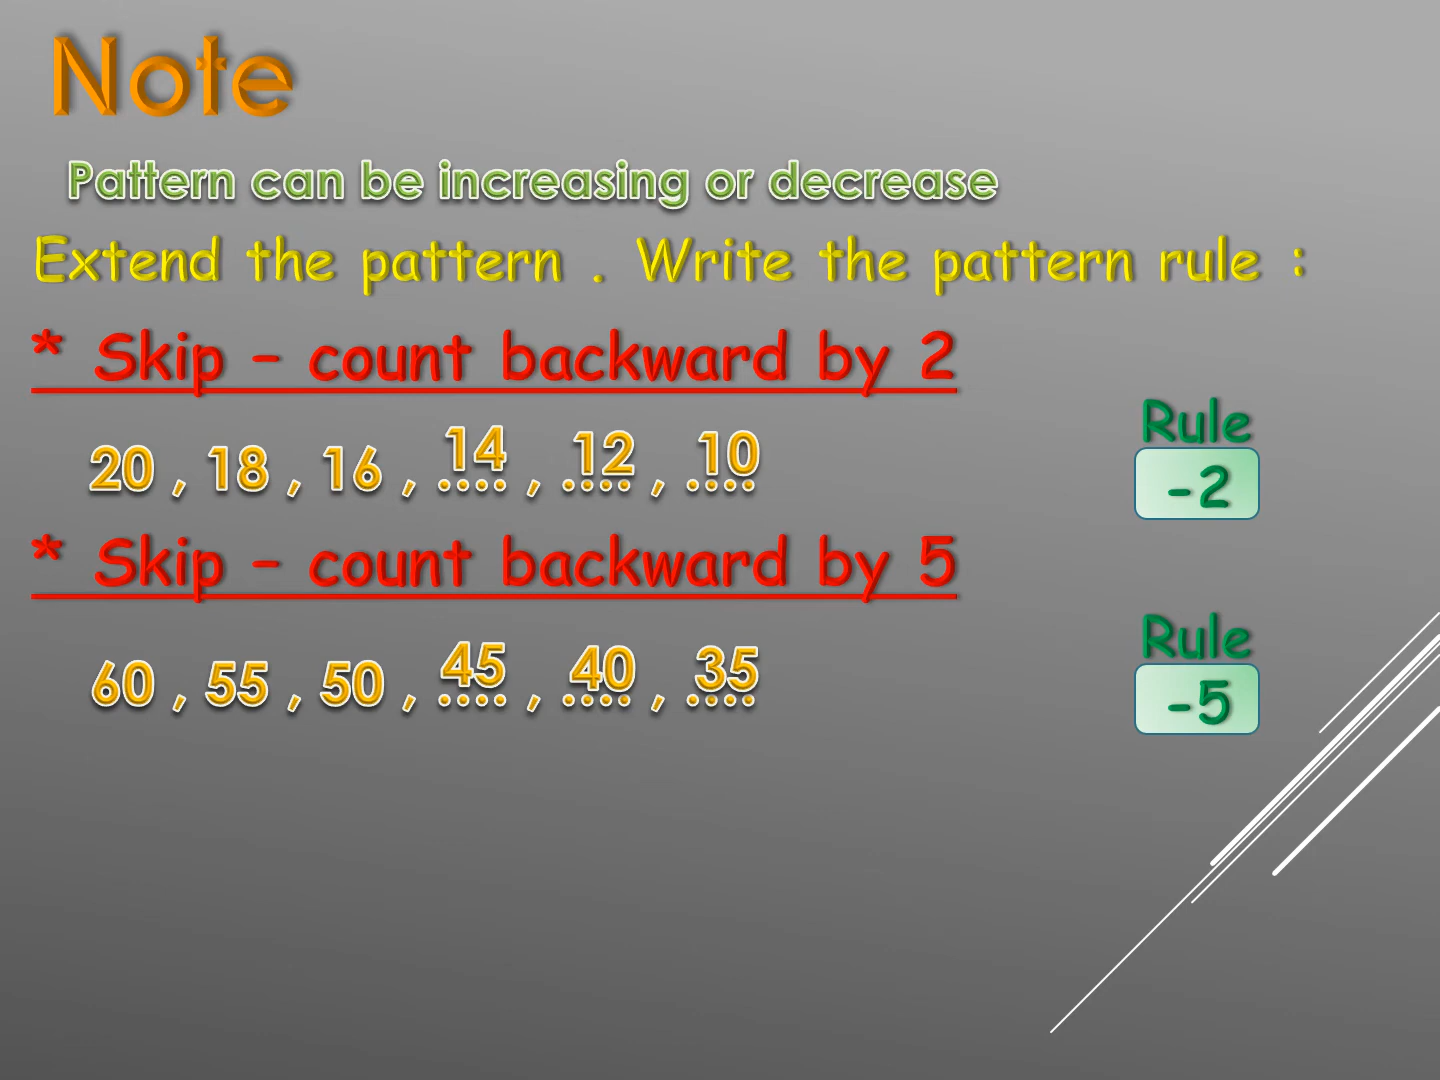 Note
Pattern can be increasing or decrease
Extend the pattern . Write the pattern rule :
* Skip – count backward by 2
Rule
20 , 18 , 16 , 14 , 12 , 10
-2
* Skip – count backward by 5
Rule
60 , 55 , 50 , 45 , 40 , 35
-5